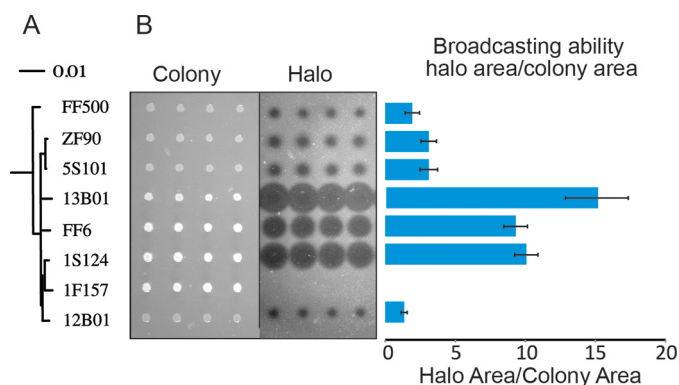 A
B
Broadcasting ability
halo area/colony area
0.01
Colony
Halo
FF500
ZF90
5S101
13B01
FF6
1S124
1F157
12B01
0
5
10
15
20
Halo Area/Colony Area